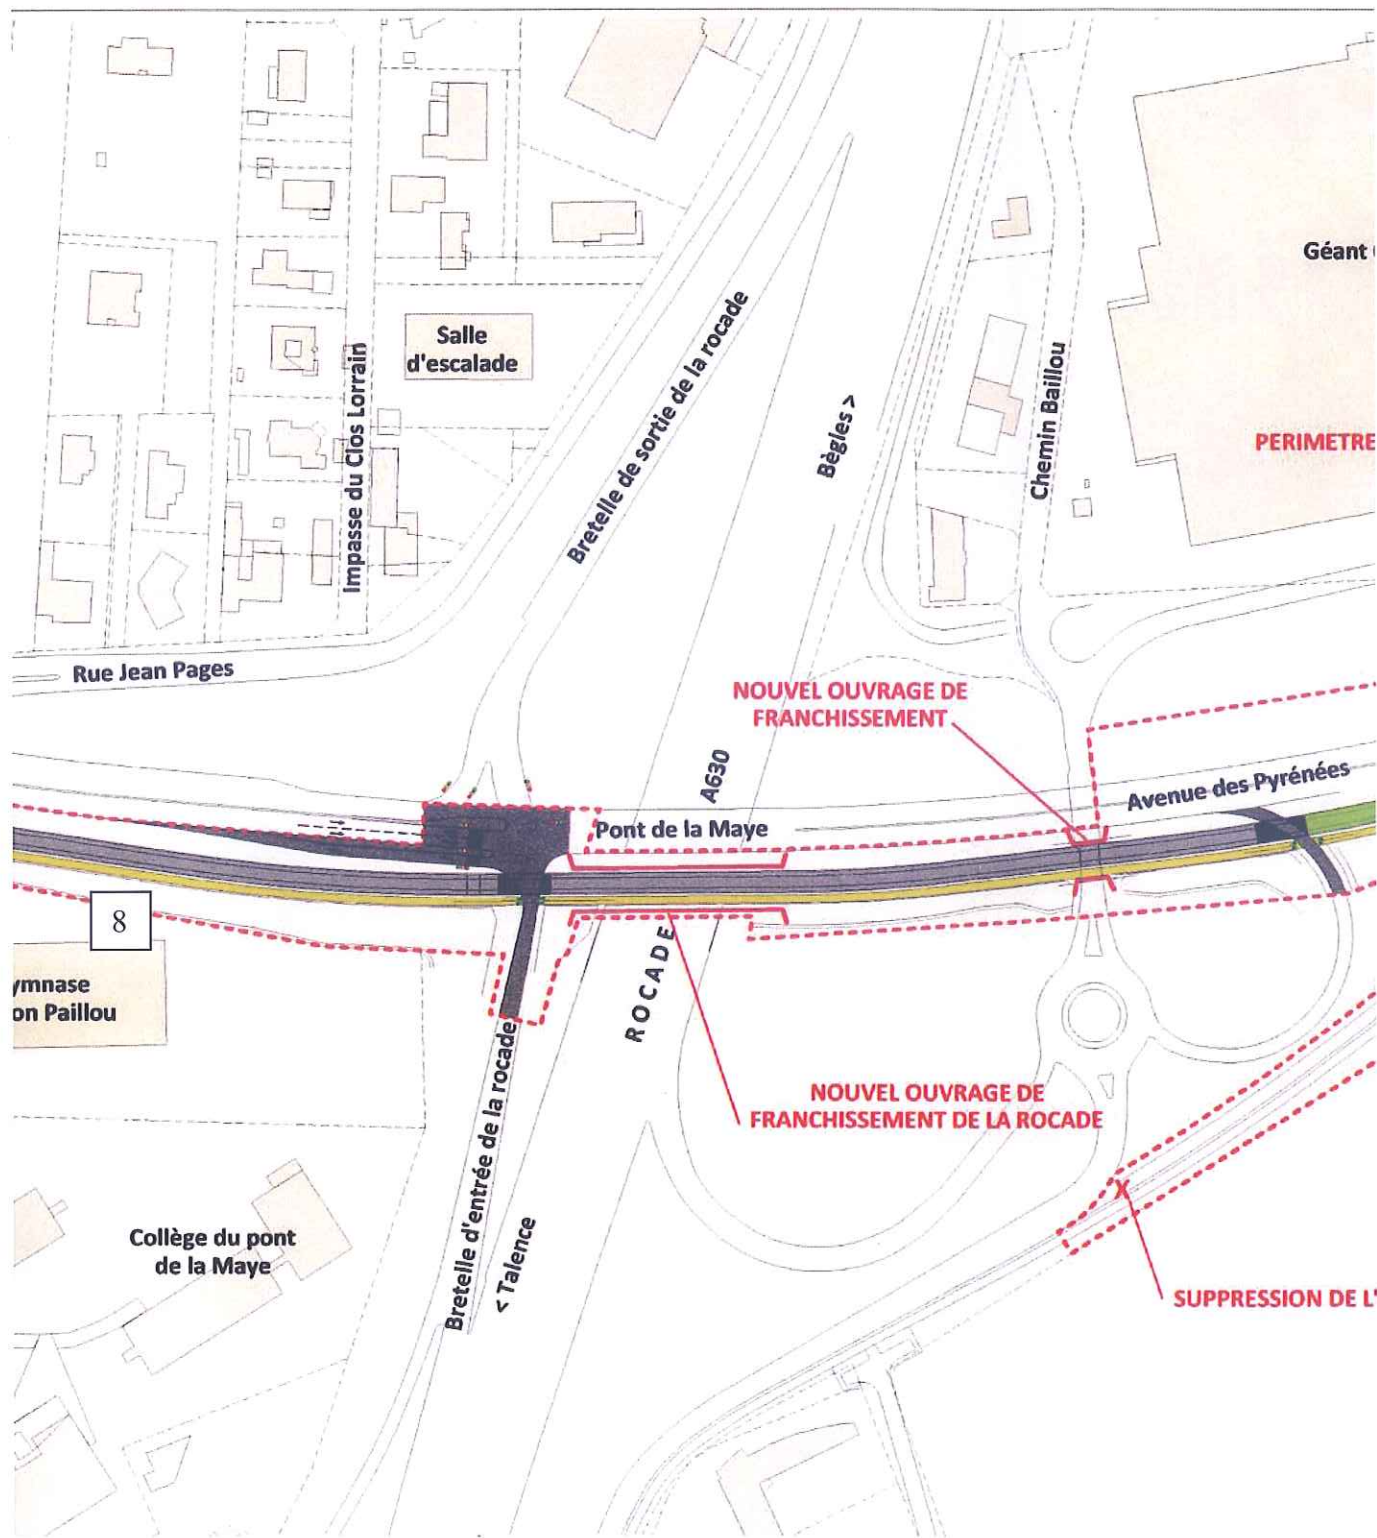 Géant
Salle
d'escalade
Impasse du Clos Lorrain
Bretelle de sortie de la rocade
Bègles >
Chemin Baillou
PERIMETRE
Rue Jean Pages
NOUVEL OUVRAGE DE
FRANCHISSEMENT
A630
Avenue des Pyrénées
Pont de la Maye
8
ROCADE
ymnase
on Paillou
Bretelle d'entrée de la rocade
NOUVEL OUVRAGE DE
FRANCHISSEMENT DE LA ROCADE
X
Collège du pont
de la Maye
< Talence
SUPPRESSION DE L'